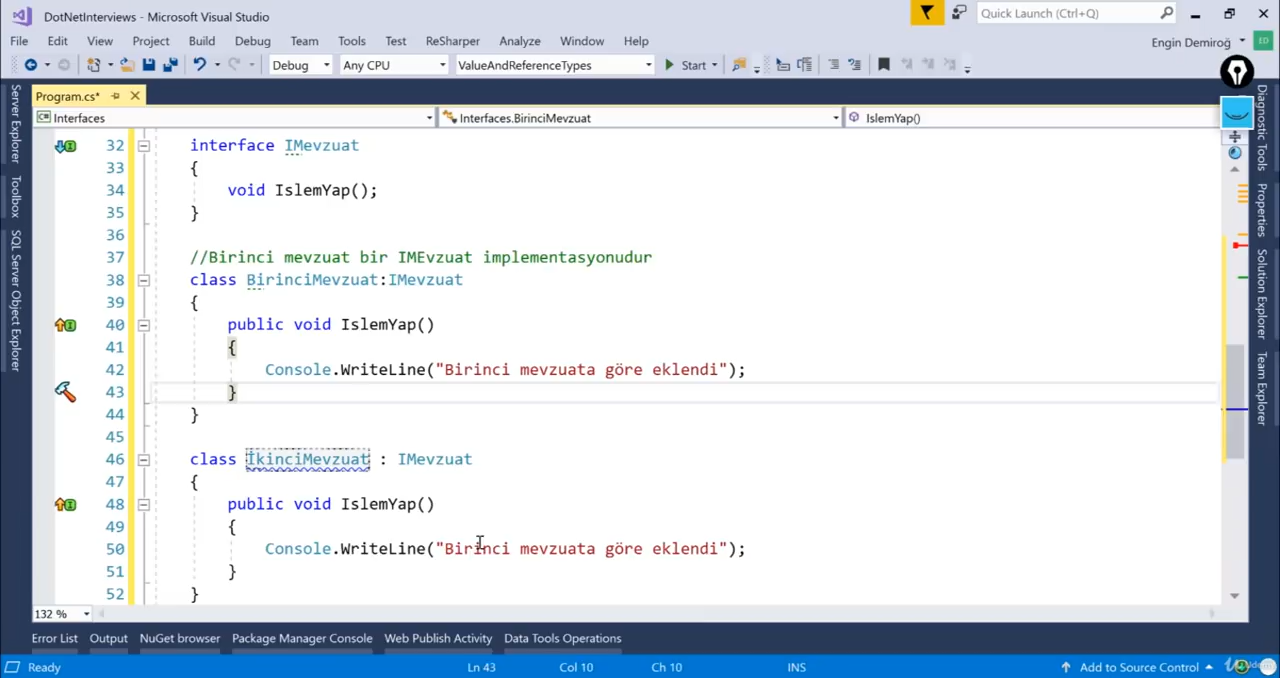 DotNetInterviews - Microsoft Visual Studio
Quick Launch (Ctrl+Q)
File Edit View Project Build Debug Team Tools Test ReSharper Analyze Window Help
Engin Demiroğ ED
Debug Any CPU ValueAndReferenceTypes Start
Program.cs*
Interfaces Interfaces.BirinciMevzuat IslemYap()
Server Explorer
Toolbox
SQL Server Object Explorer
32 interface IMevzuat
33 {
34 void IslemYap();
35 }
36
37 //Birinci mevzuat bir IMEvzuat implementasyonudur
38 class BirinciMevzuat:IMevzuat
39 {
40 public void IslemYap()
41 {
42 Console.WriteLine("Birinci mevzuata göre eklendi");
43 }
44 }
45
46 class İkinciMevzuat : IMevzuat
47 {
48 public void IslemYap()
49 {
50 Console.WriteLine("Birinci mevzuata göre eklendi");
51 }
52 }
Diagnostic Tools
Properties
Solution Explorer
Team Explorer
132 %
Error List Output NuGet browser Package Manager Console Web Publish Activity Data Tools Operations
Ready Ln 43 Col 10 Ch 10 INS Add to Source Control